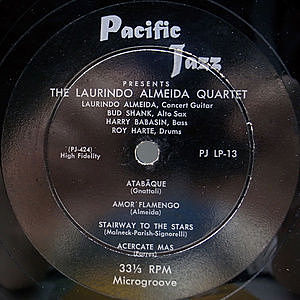 Pacific
Jazz
PRESENTS
THE LAURINDO ALMEIDA QUARTET
LAURINDO ALMEIDA, Concert Guitar
BUD SHANK, Alto Sax
HARRY BABASIN, Bass
ROY HARTE, Drums
(PJ-424)
High Fidelity
PJ LP-13
ATABÃQUE
(Gnattali)
AMOR FLAMENGO
(Almeida)
STAIRWAY TO THE STARS
(Malneck-Parish-Signorelli)
ACERCATE MAS
(Farres)
33⅓ RPM
Microgroove